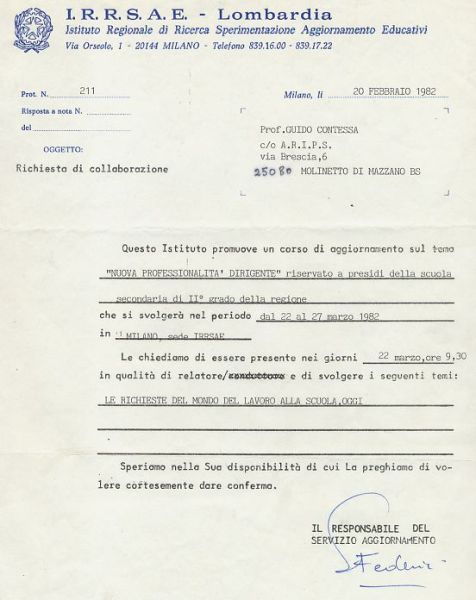 I.R.R.S.A.E. - Lombardia
Istituto Regionale di Ricerca Sperimentazione Aggiornamento Educativi
Via Orseolo, 1 - 20144 MILANO - Telefono 839.16.00 - 839.17.22
Prot. N. 211
Milano, li 20 FEBBRAIO 1982
Risposta a nota N.
del
OGGETTO:
Richiesta di collaborazione
Prof.GUIDO CONTESSA
c/o A.R.I.P.S.
via Brescia,6
25080 MOLINETTO DI MAZZANO BS
Questo Istituto promuove un corso di aggiornamento sul tema
"NUOVA PROFESSIONALITA' DIRIGENTE" riservato a presidi della scuola
secondaria di II° grado della regione
che si svolgerà nel periodo dal 22 al 27 marzo 1982
in MILANO, sede IRRSAE
Le chiediamo di essere presente nei giorni 22 marzo,ore 9,30
in qualità di relatore/conduttore e di svolgere i seguenti temi:
LE RICHIESTE DEL MONDO DEL LAVORO ALLA SCUOLA,OGGI
Speriamo nella Sua disponibilità di cui La preghiamo di vo-
lere cortesemente dare conferma.
IL RESPONSABILE DEL
SERVIZIO AGGIORNAMENTO